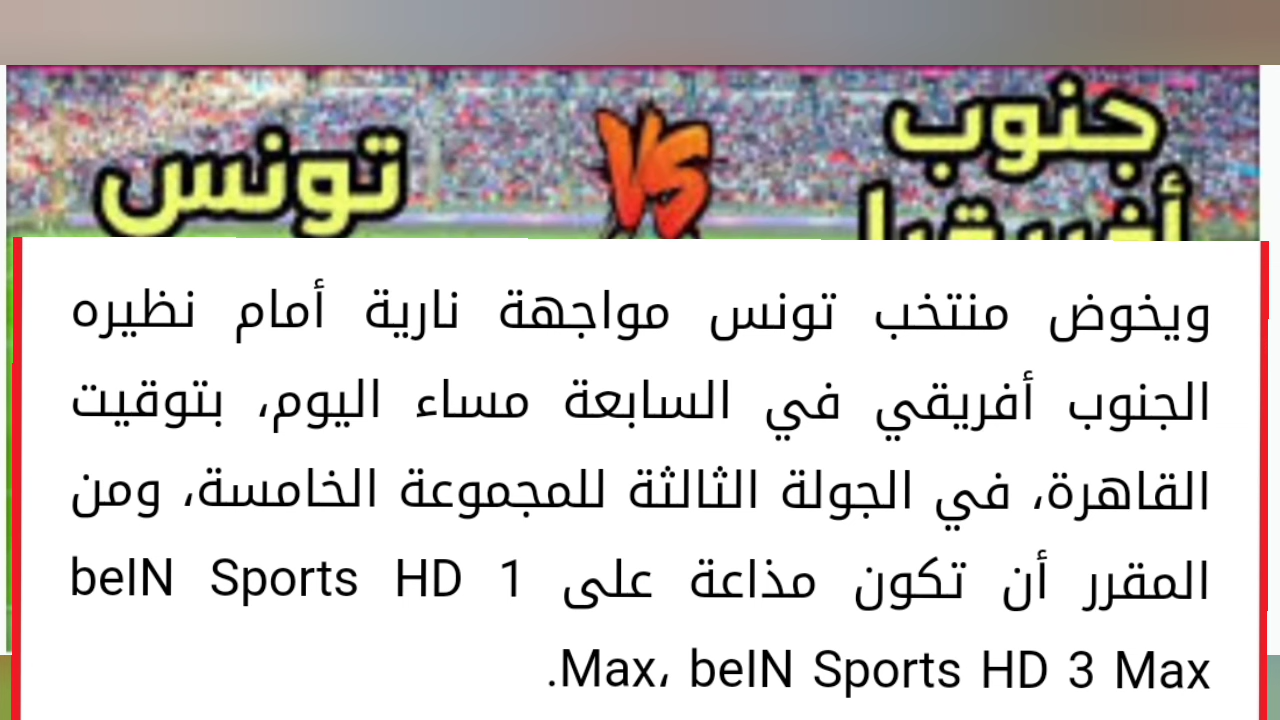 جنوب
أفريقيا
VS
تونس
ويخوض منتخب تونس مواجهة نارية أمام نظيره
الجنوب أفريقي في السابعة مساء اليوم، بتوقيت
القاهرة، في الجولة الثالثة للمجموعة الخامسة، ومن
المقرر أن تكون مذاعة على beIN Sports HD 1
Max، beIN Sports HD 3 Max.